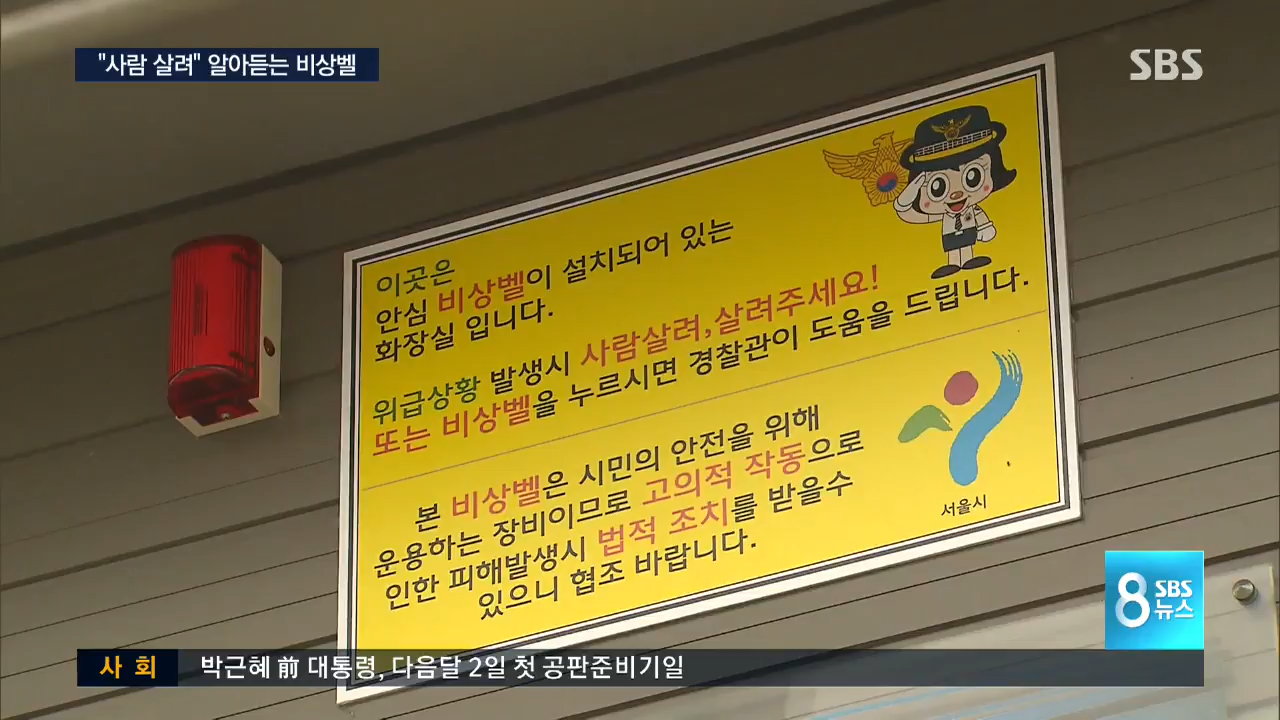 "사람 살려" 알아듣는 비상벨
SBS
이곳은
안심 비상벨이 설치되어 있는
화장실 입니다.
위급상황 발생시 사람살려,살려주세요!
또는 비상벨을 누르시면 경찰관이 도움을 드립니다.
본 비상벨은 시민의 안전을 위해
운용하는 장비이므로 고의적 작동으로
인한 피해발생시 법적 조치를 받을수
있으니 협조 바랍니다.
서울시
8 SBS
뉴스
사회 박근혜 前 대통령, 다음달 2일 첫 공판준비기일